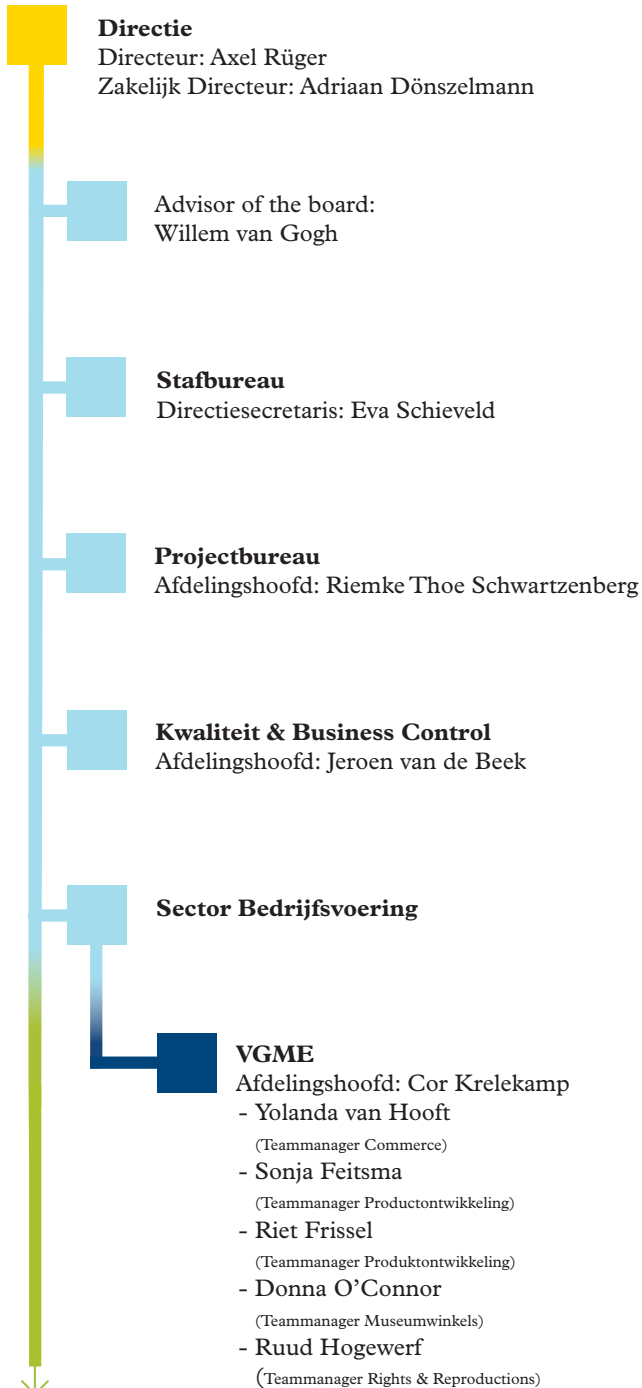 Directie
Directeur: Axel Rüger
Zakelijk Directeur: Adriaan Dönszelmann
Advisor of the board:
Willem van Gogh
Stafbureau
Directiesecretaris: Eva Schieveld
Projectbureau
Afdelingshoofd: Riemke Thoe Schwartzenberg
Kwaliteit & Business Control
Afdelingshoofd: Jeroen van de Beek
Sector Bedrijfsvoering
VGME
Afdelingshoofd: Cor Krelekamp
- Yolanda van Hooft
(Teammanager Commerce)
- Sonja Feitsma
(Teammanager Productontwikkeling)
- Riet Frissel
(Teammanager Produktontwikkeling)
- Donna O’Connor
(Teammanager Museumwinkels)
- Ruud Hogewerf
(Teammanager Rights & Reproductions)